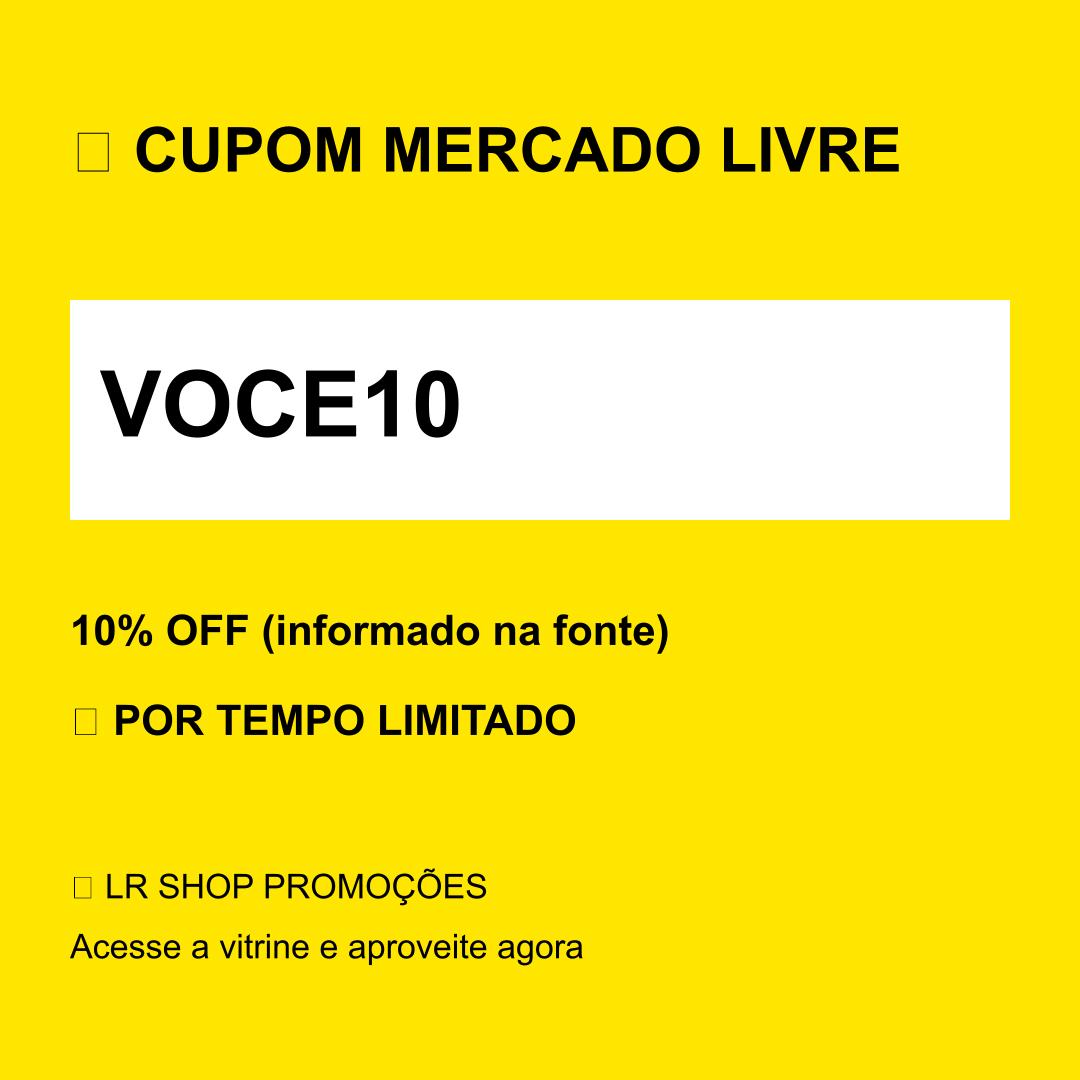 CUPOM MERCADO LIVRE
VOCE10
10% OFF (informado na fonte)
POR TEMPO LIMITADO
LR SHOP PROMOÇÕES
Acesse a vitrine e aproveite agora